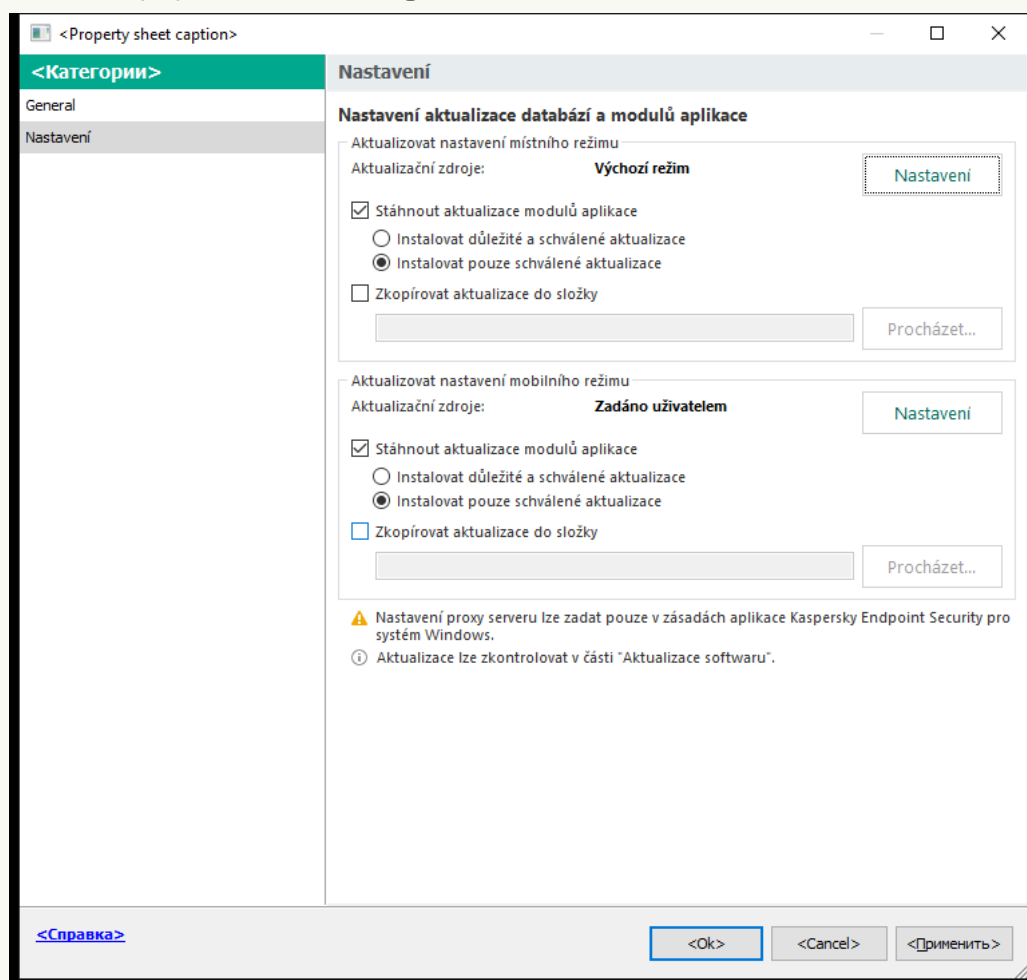 <Property sheet caption>
<Категории>
General
Nastavení
Nastavení
Nastavení aktualizace databází a modulů aplikace
Aktualizovat nastavení místního režimu
Aktualizační zdroje: Výchozí režim Nastavení
Stáhnout aktualizace modulů aplikace
Instalovat důležité a schválené aktualizace
Instalovat pouze schválené aktualizace
Zkopírovat aktualizace do složky
Procházet...
Aktualizovat nastavení mobilního režimu
Aktualizační zdroje: Zadáno uživatelem Nastavení
Stáhnout aktualizace modulů aplikace
Instalovat důležité a schválené aktualizace
Instalovat pouze schválené aktualizace
Zkopírovat aktualizace do složky
Procházet...
Nastavení proxy serveru lze zadat pouze v zásadách aplikace Kaspersky Endpoint Security pro
systém Windows.
Aktualizace lze zkontrolovat v části "Aktualizace softwaru".
<Справка>
<Ok> <Cancel> <Применить>